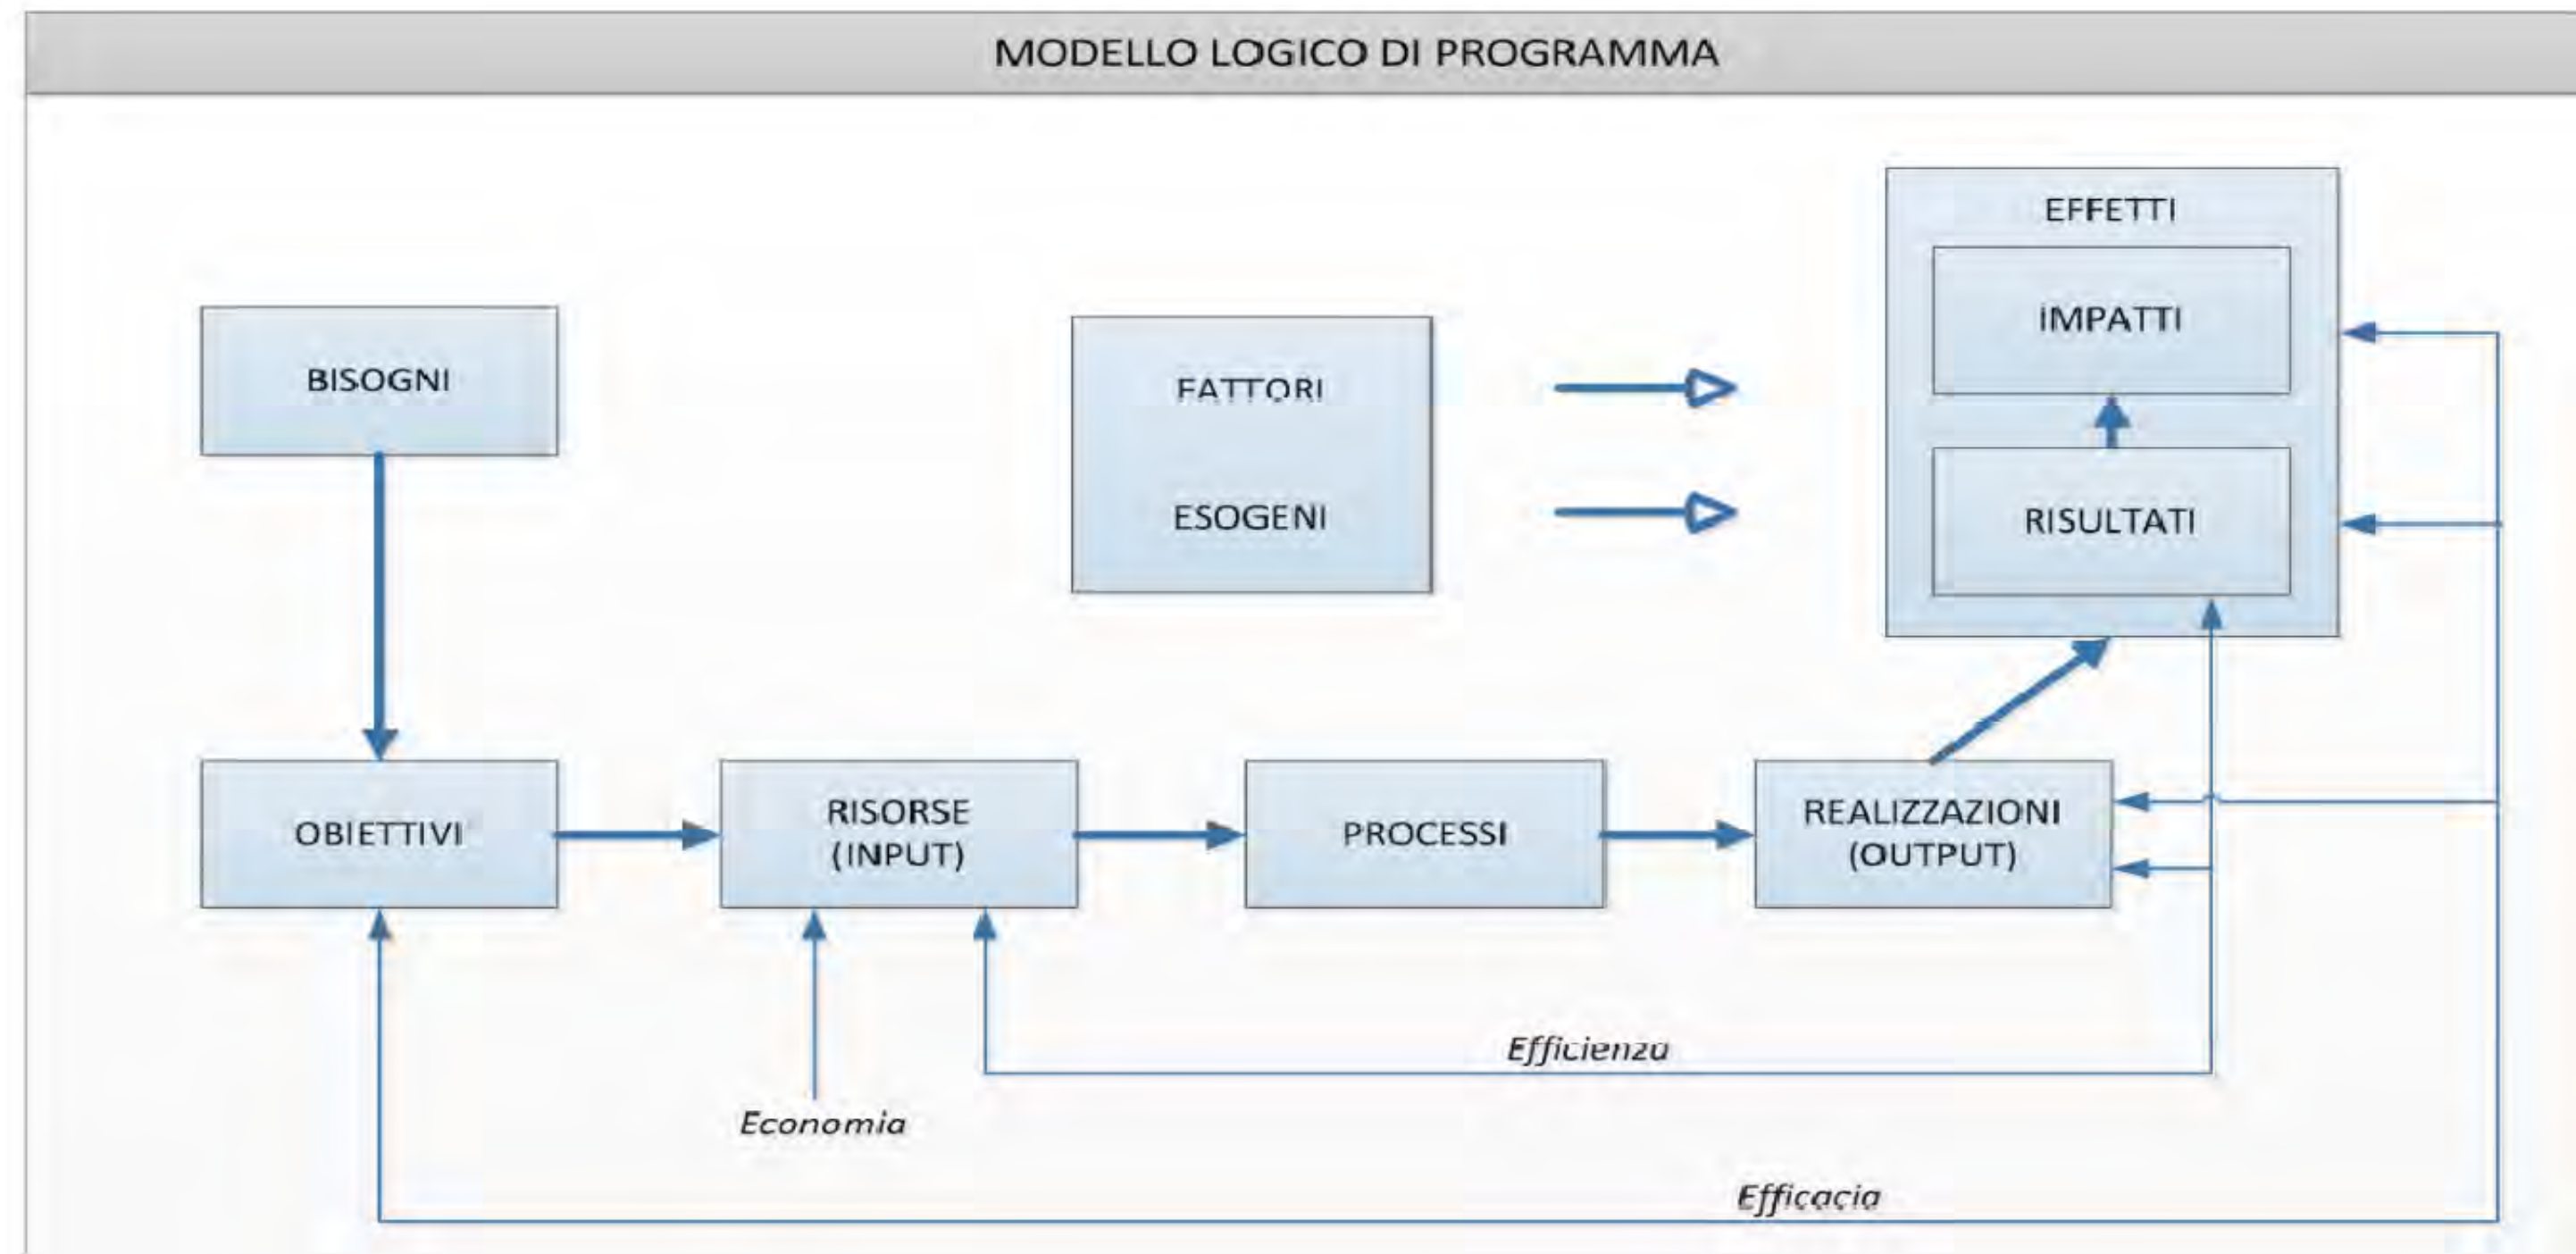 MODELLO LOGICO DI PROGRAMMA
EFFETTI
IMPATTI
BISOGNI
FATTORI
ESOGENI
RISULTATI
OBIETTIVI
RISORSE
(INPUT)
PROCESSI
REALIZZAZIONI
(OUTPUT)
Efficienza
Economia
Efficacia